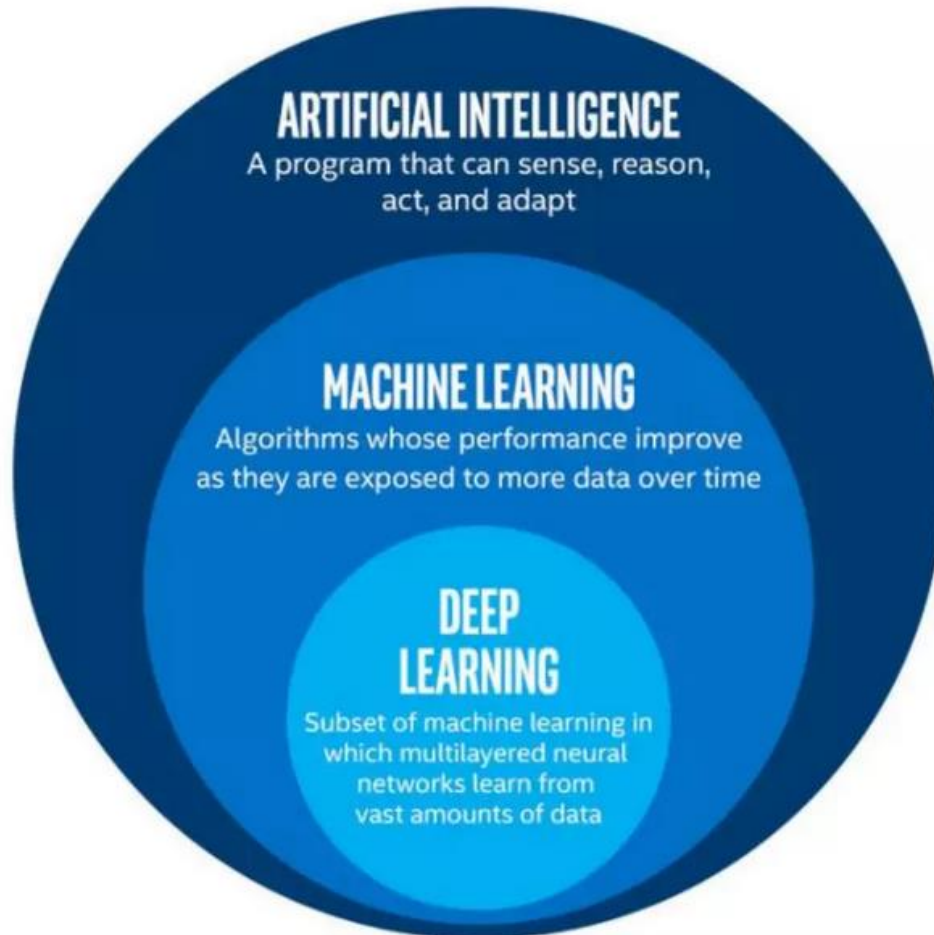 ARTIFICIAL INTELLIGENCE
A program that can sense, reason,
act, and adapt
MACHINE LEARNING
Algorithms whose performance improve
as they are exposed to more data over time
DEEP
LEARNING
Subset of machine learning in
which multilayered neural
networks learn from
vast amounts of data